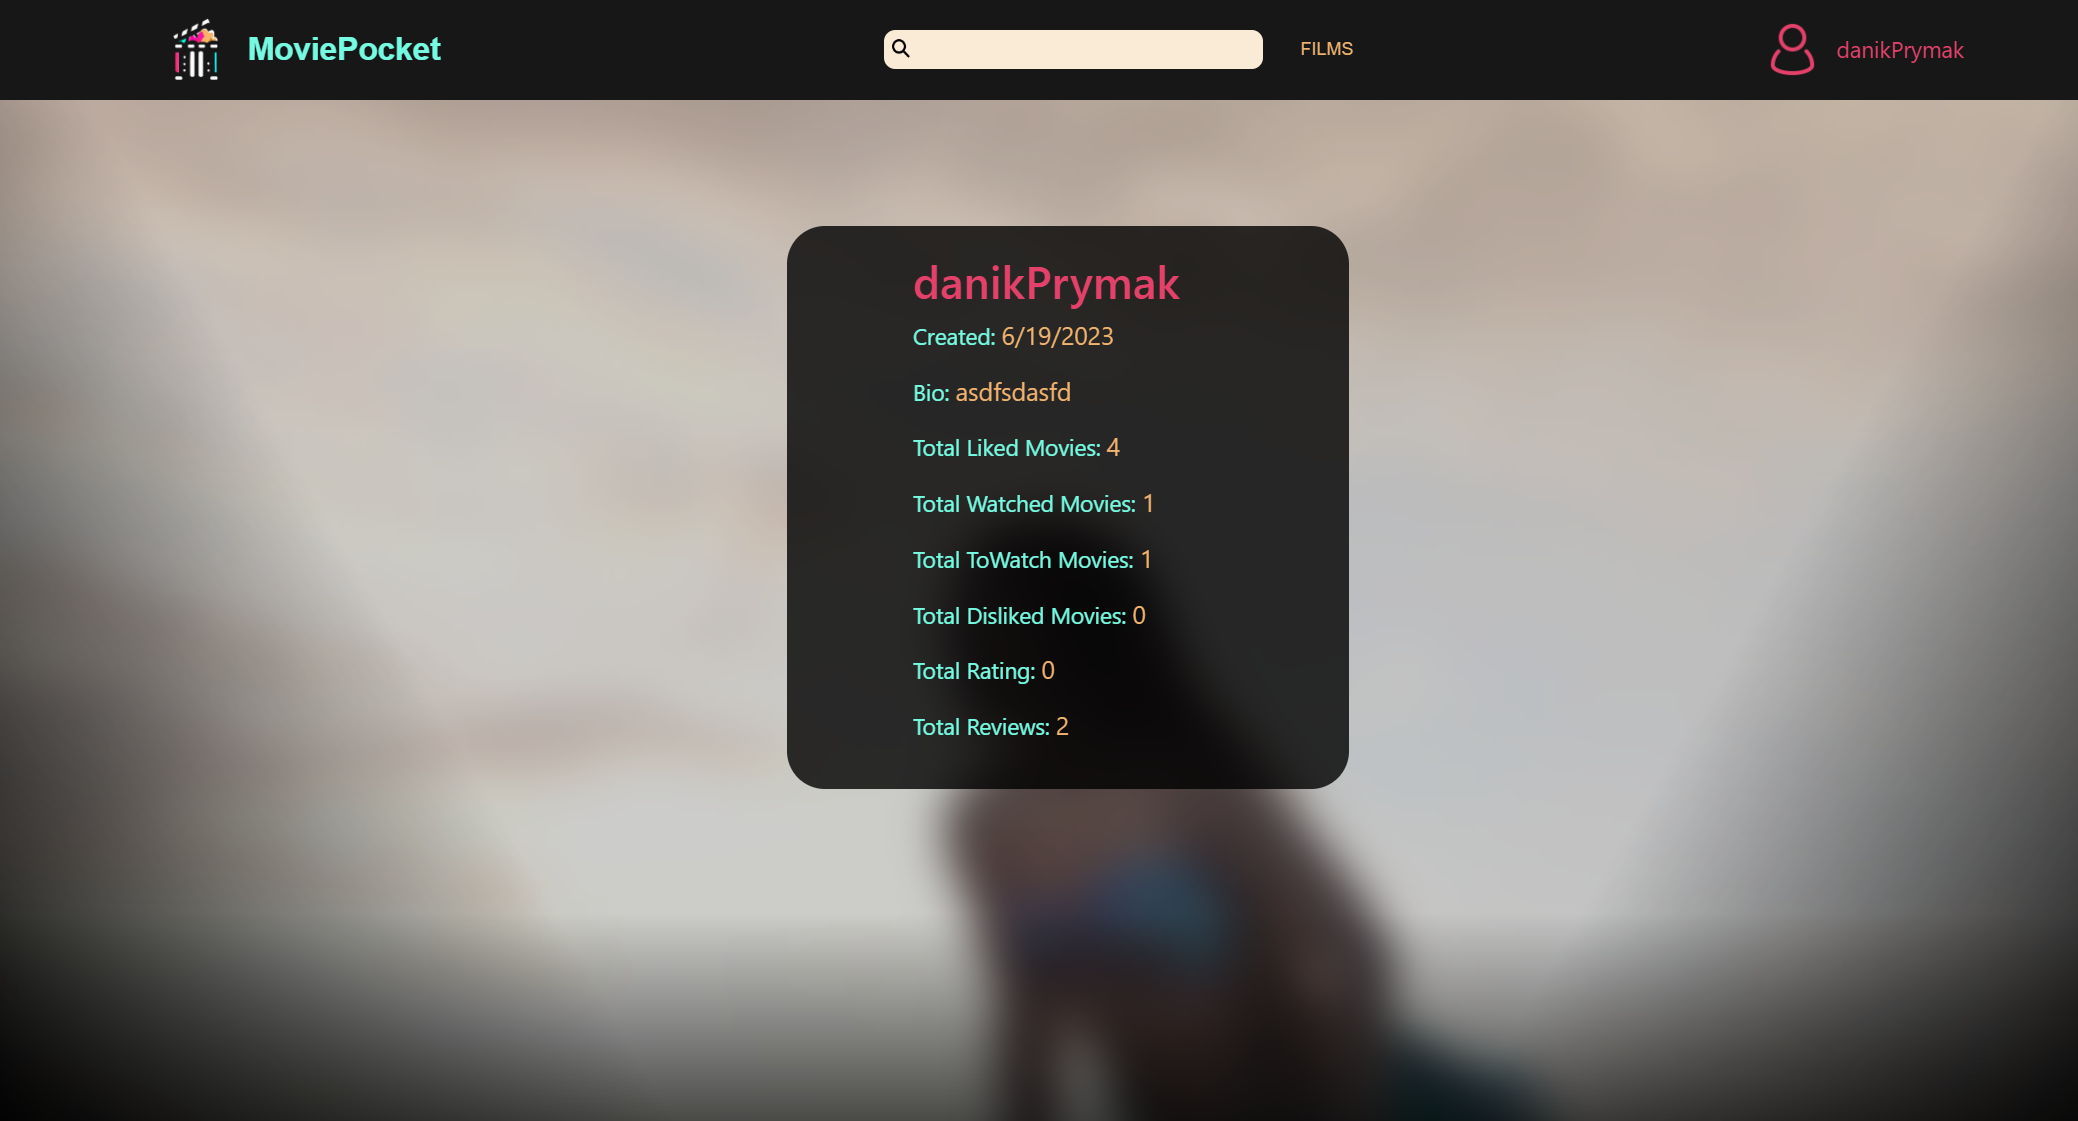 MoviePocket
FILMS
danikPrymak
danikPrymak
Created: 6/19/2023
Bio: asdfsdasfd
Total Liked Movies: 4
Total Watched Movies: 1
Total ToWatch Movies: 1
Total Disliked Movies: 0
Total Rating: 0
Total Reviews: 2